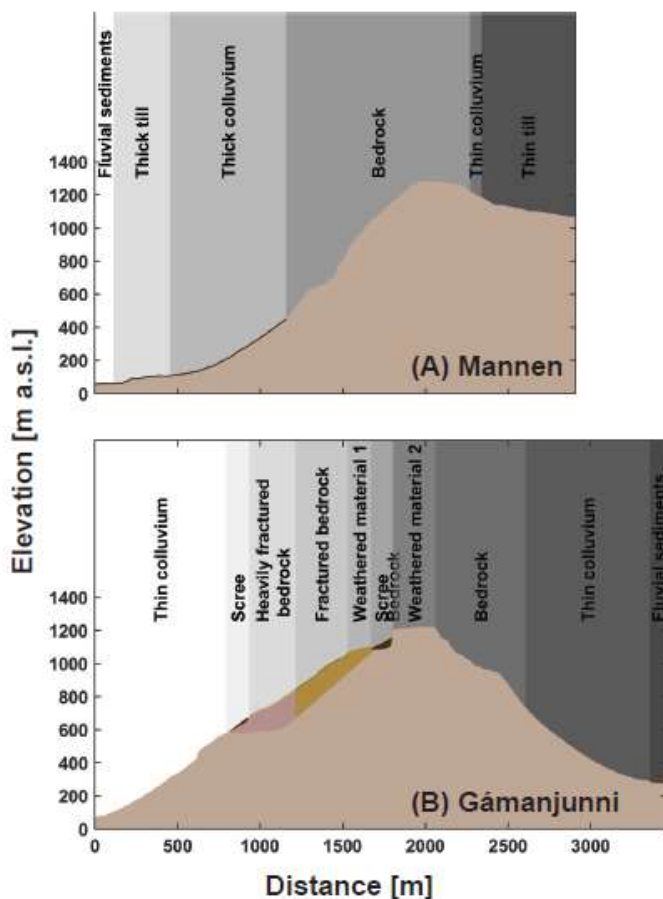 Fluvial sediments
Thick till
Thick colluvium
Bedrock
Thin colluvium
Thin till
1400
1200
1000
800
600
400
200
0
(A) Mannen
Elevation [m a.s.l.]
Thin colluvium
Scree
Heavily fractured
bedrock
Fractured bedrock
Weathered material 1
Scree
Bedrock
Weathered material 2
Bedrock
Thin colluvium
Fluvial sediments
1400
1200
1000
800
600
400
200
0
(B) Gámanjunni
0 500 1000 1500 2000 2500 3000
Distance [m]